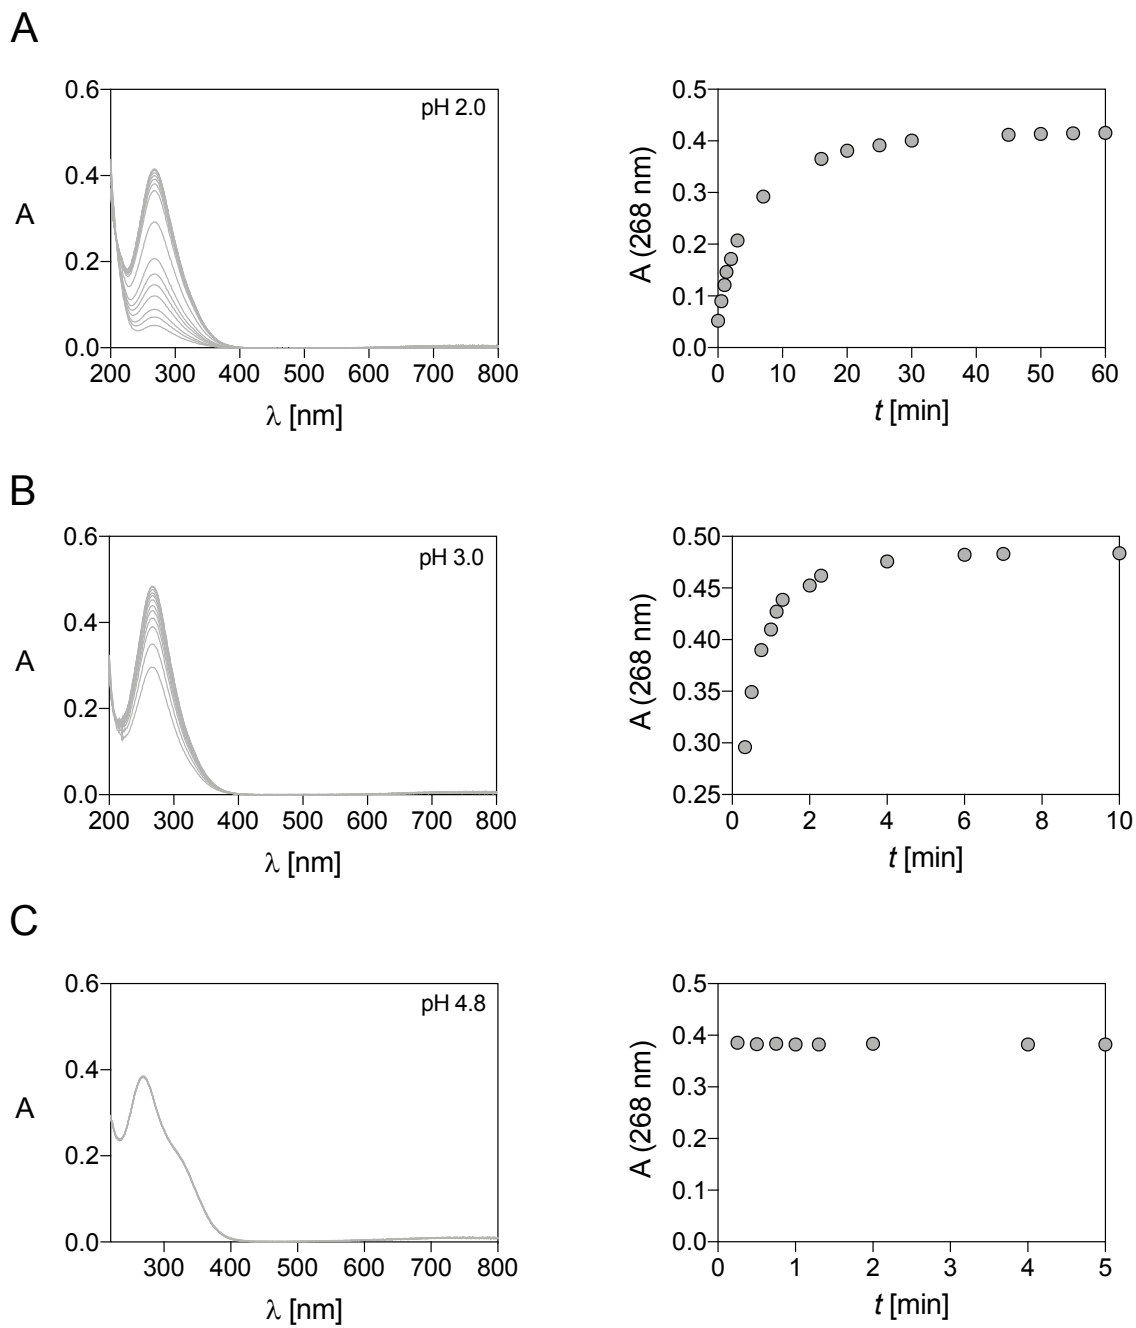 A
0.6
0.4
0.2
0.0
A
pH 2.0
200 300 400 500 600 700 800
λ [nm]
0.5
0.4
0.3
0.2
0.1
0.0
A (268 nm)
0 10 20 30 40 50 60
t [min]
B
0.6
0.4
0.2
0.0
A
pH 3.0
200 300 400 500 600 700 800
λ [nm]
0.50
0.45
0.40
0.35
0.30
0.25
A (268 nm)
0 2 4 6 8 10
t [min]
C
0.6
0.4
0.2
0.0
A
pH 4.8
300 400 500 600 700 800
λ [nm]
0.5
0.4
0.3
0.2
0.1
0.0
A (268 nm)
0 1 2 3 4 5
t [min]